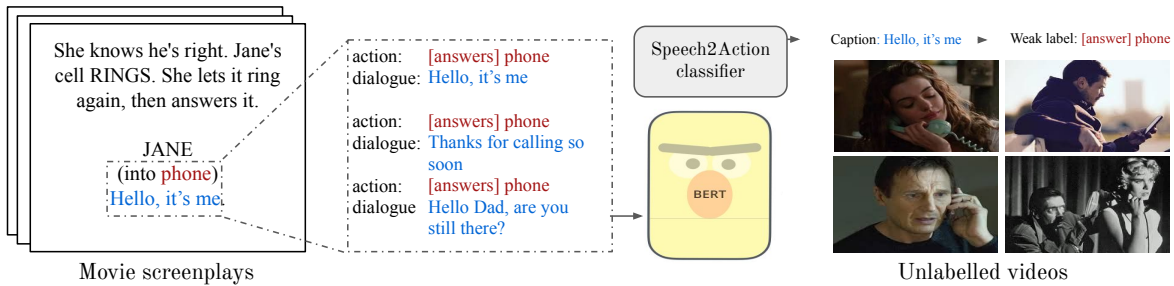 She knows he's right. Jane's
cell RINGS. She lets it ring
again, then answers it.
JANE
(into phone)
Hello, it's me.
Movie screenplays
action: [answers] phone
dialogue: Hello, it's me
action: [answers] phone
dialogue: Thanks for calling so
soon
action: [answers] phone
dialogue Hello Dad, are you
still there?
Speech2Action
classifier
BERT
Caption: Hello, it's me
Weak label: [answer] phone
Unlabelled videos